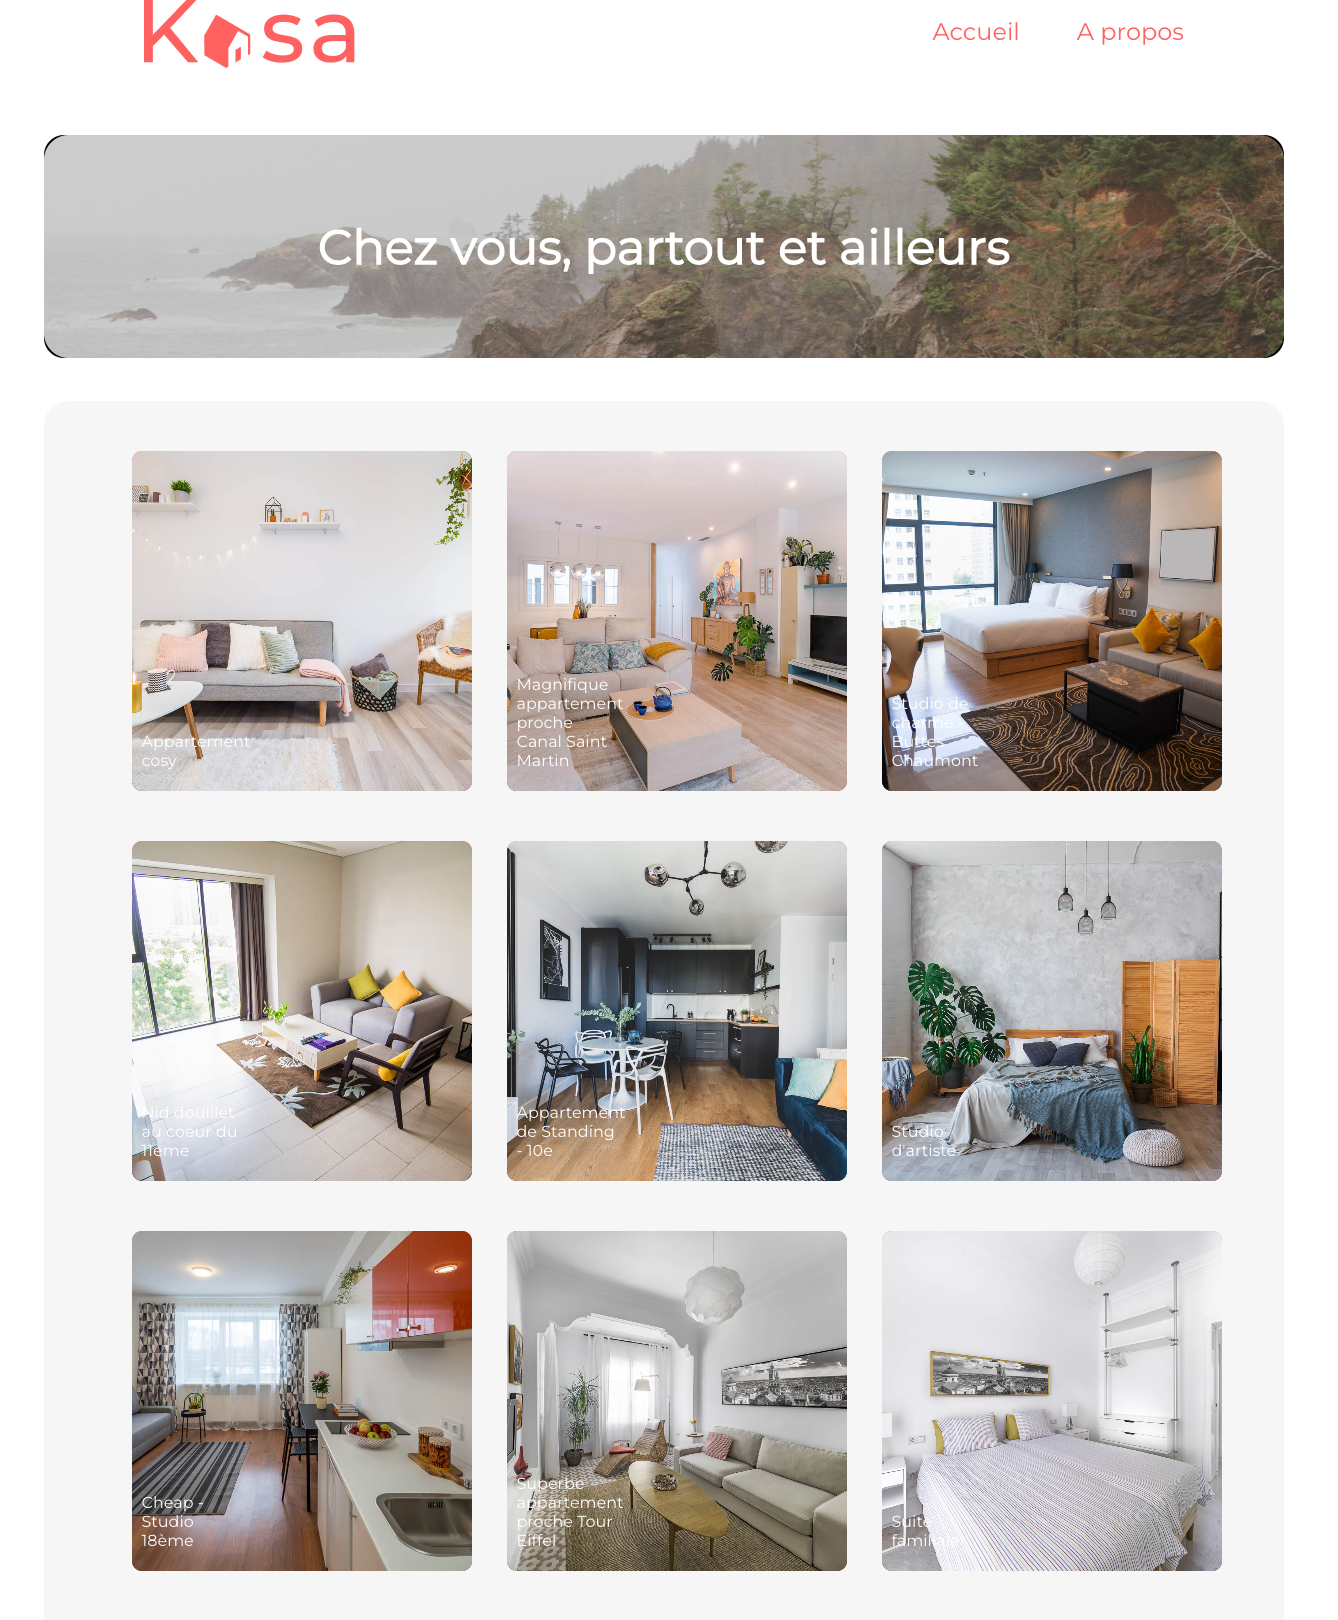 Kasa
Accueil
A propos
Chez vous, partout et ailleurs
Appartement
cosy
Magnifique
appartement
proche
Canal Saint
Martin
Studio de
charme -
Buttes
Chaumont
Nid douillet
au coeur du
11ème
Appartement
de Standing
- 10e
Studio
d'artiste
Cheap -
Studio
18ème
Superbe
appartement
proche Tour
Eiffel
Suite
familiale